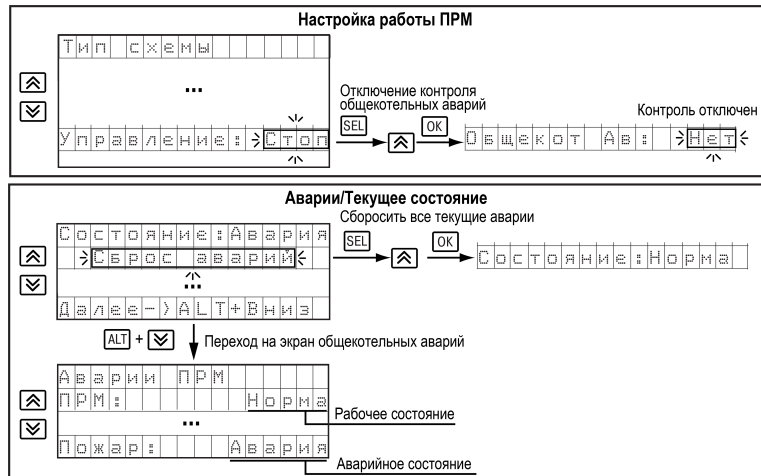 Настройка работы ПРМ
Тип схемы
...
Отключение контроля
общекотельных аварий
Контроль отключен
Управление: Стоп
SEL
OK
Общекот Ав: Нет
Аварии/Текущее состояние
Сбросить все текущие аварии
Состояние:Авария
Сброс аварий
SEL
OK
Состояние:Норма
...
Далее->ALT+Вниз
ALT +
Переход на экран общекотельных аварий
Аварии ПРМ
ПРМ: Норма
Рабочее состояние
...
Пожар: Авария
Аварийное состояние